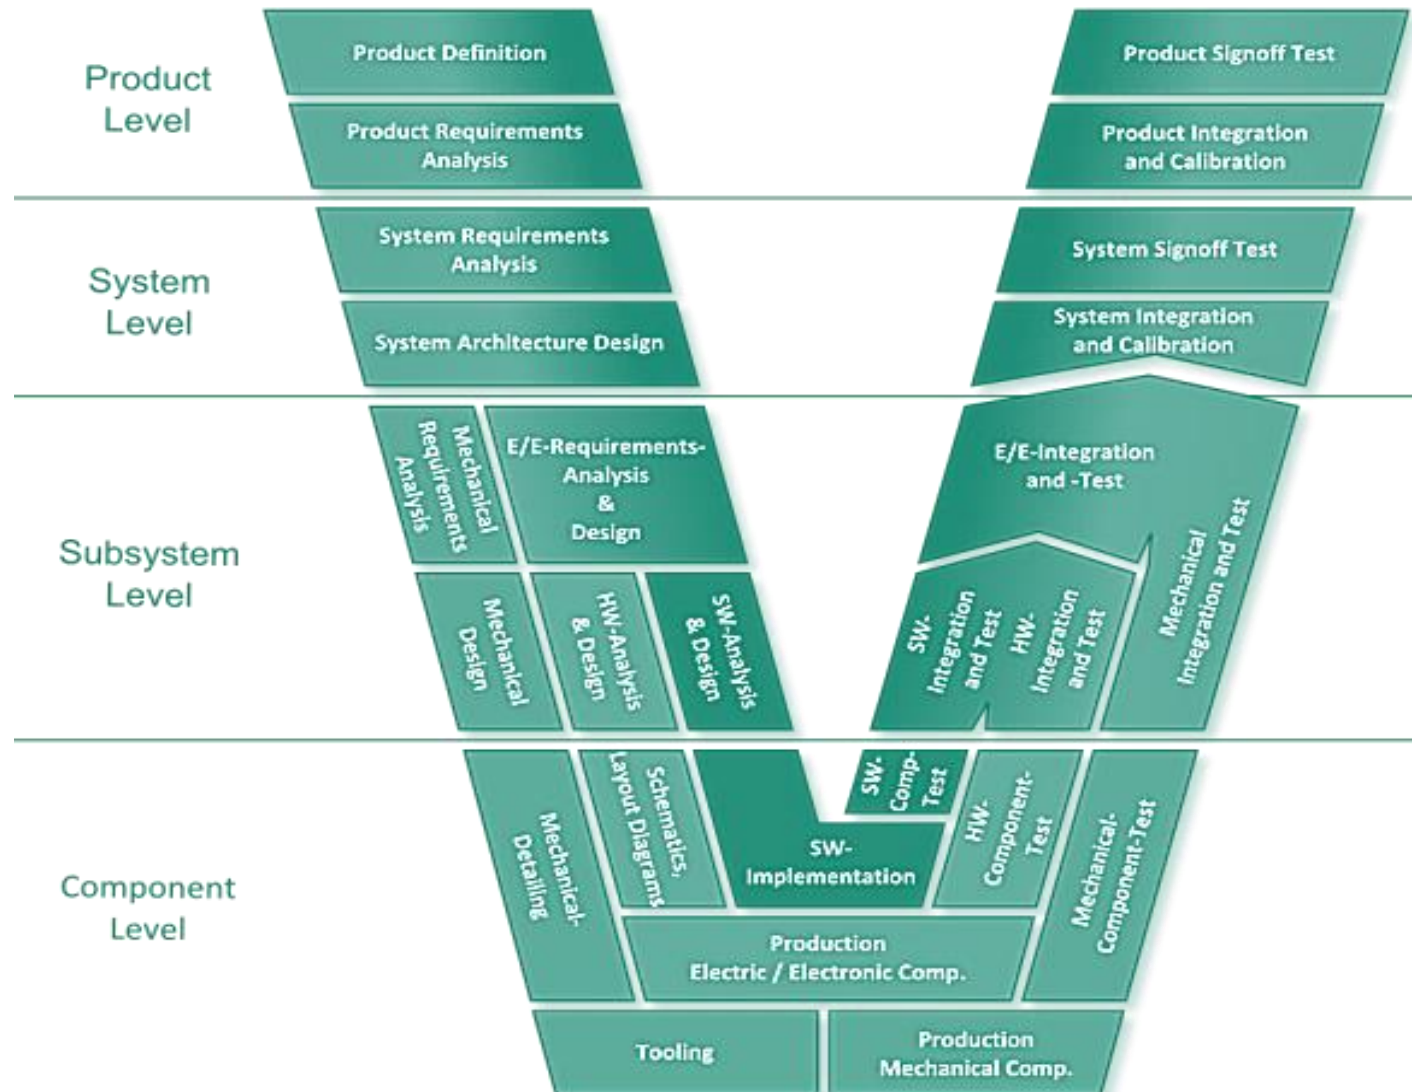 Product
Level
Product Definition
Product Signoff Test
Product Requirements
Analysis
Product Integration
and Calibration
System
Level
System Requirements
Analysis
System Signoff Test
System Architecture Design
System Integration
and Calibration
Subsystem
Level
Mechanical
Requirements
Analysis
E/E-Requirements-
Analysis
&
Design
E/E-Integration
and -Test
Mechanical
Integration and Test
Mechanical
Design
HW-Analysis
& Design
SW-Analysis
& Design
SW-
Integration
and Test
HW-
Integration
and Test
Component
Level
Mechanical-
Detailing
Schematics,
Layout Diagrams
SW-
Implementation
SW-
Comp-
Test
HW-
Component-
Test
Mechanical-
Component-Test
Production
Electric / Electronic Comp.
Tooling
Production
Mechanical Comp.